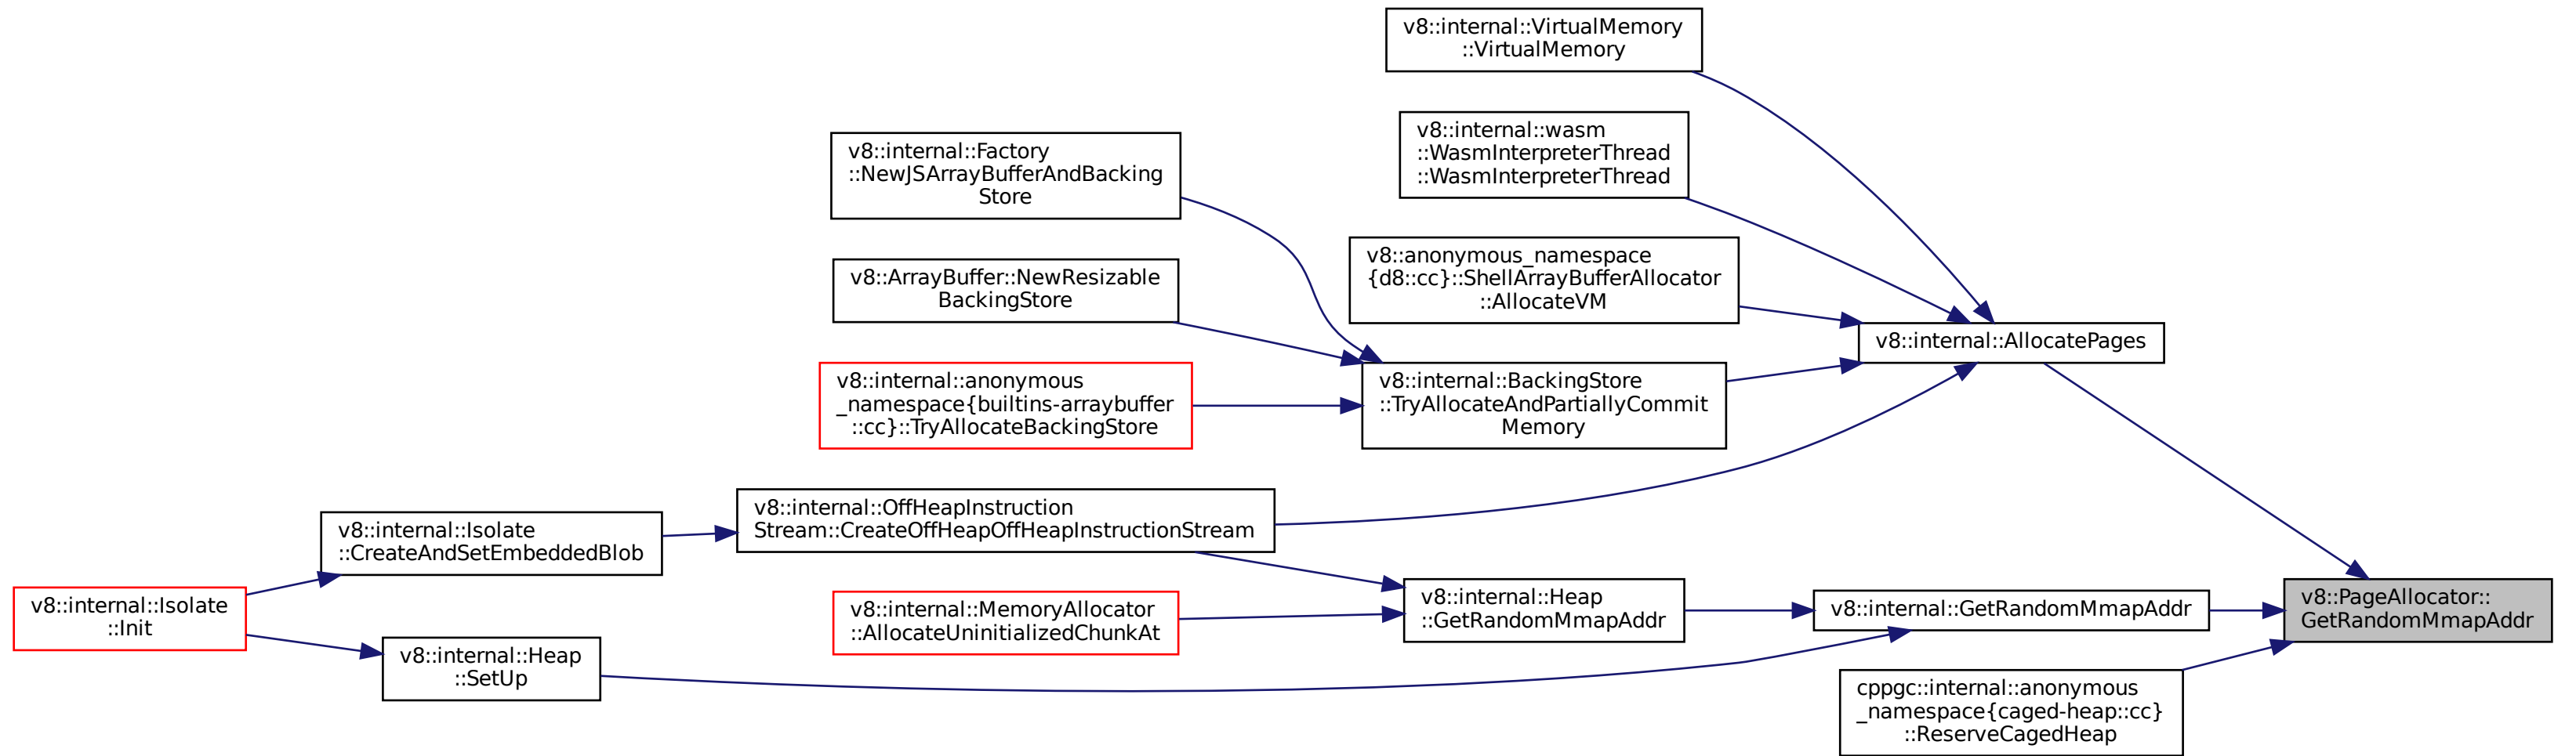 v8::internal::VirtualMemory
::VirtualMemory
v8::internal::wasm
::WasmInterpreterThread
::WasmInterpreterThread
v8::internal::Factory
::NewJSArrayBufferAndBacking
Store
v8::anonymous_namespace
{d8::cc}::ShellArrayBufferAllocator
::AllocateVM
v8::ArrayBuffer::NewResizable
BackingStore
v8::internal::AllocatePages
v8::internal::anonymous
_namespace{builtins-arraybuffer
::cc}::TryAllocateBackingStore
v8::internal::BackingStore
::TryAllocateAndPartiallyCommit
Memory
v8::internal::OffHeapInstruction
Stream::CreateOffHeapOffHeapInstructionStream
v8::internal::Isolate
::CreateAndSetEmbeddedBlob
v8::internal::Isolate
::Init
v8::internal::MemoryAllocator
::AllocateUninitializedChunkAt
v8::internal::Heap
::GetRandomMmapAddr
v8::internal::GetRandomMmapAddr
v8::PageAllocator::
GetRandomMmapAddr
v8::internal::Heap
::SetUp
cppgc::internal::anonymous
_namespace{caged-heap::cc}
::ReserveCagedHeap